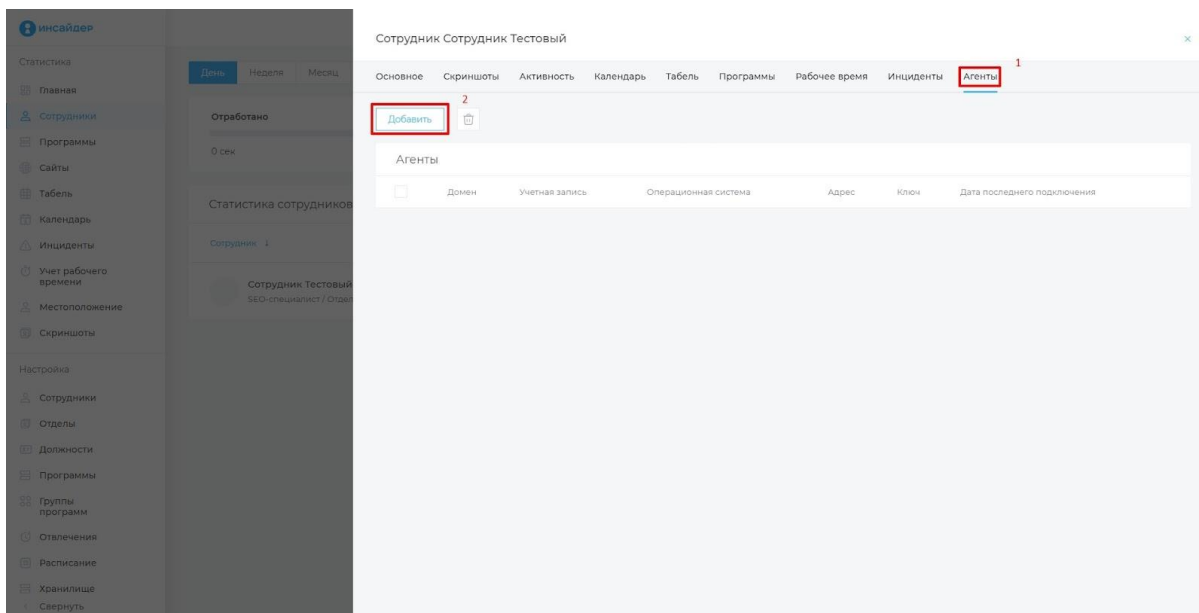 инсайдер
Статистика
Главная
Сотрудники
Программы
Сайты
Табель
Календарь
Инциденты
Учет рабочего
времени
Местоположение
Скриншоты
Настройка
Сотрудники
Отделы
Должности
Программы
Группы
программ
Отвлечения
Расписание
Хранилище
Свернуть
День Неделя Месяц
Отработано
0 сек
Статистика сотрудников
Сотрудник ↓
Сотрудник Тестовый
SEO-специалист / Отдел
Сотрудник Сотрудник Тестовый
×
Основное Скриншоты Активность Календарь Табель Программы Рабочее время Инциденты Агенты 1
Добавить 2
Агенты
Домен Учетная запись Операционная система Адрес Ключ Дата последнего подключения